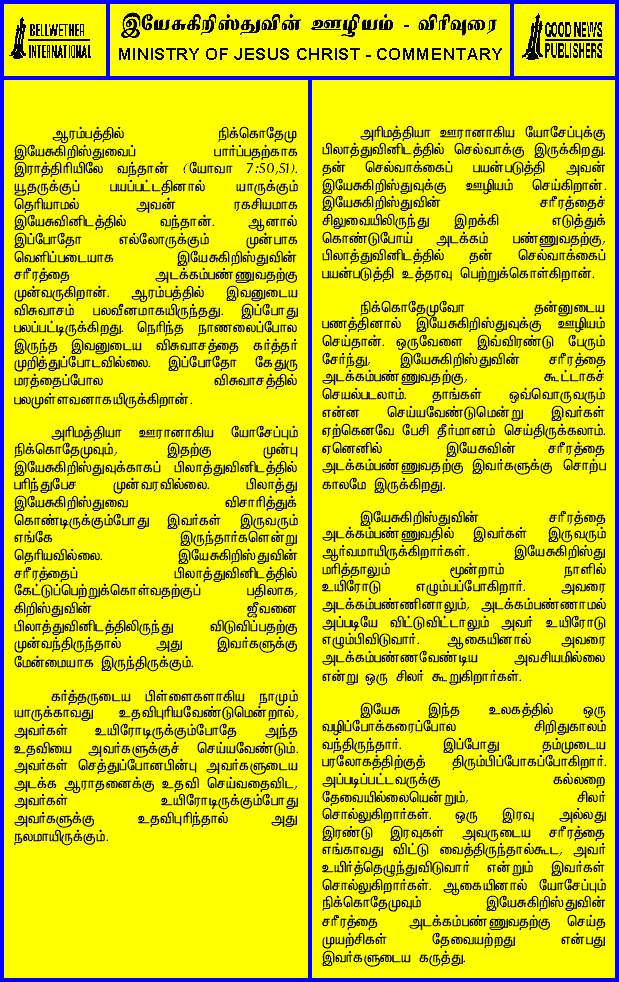 BELLWETHER
INTERNATIONAL
இயேசுகிறிஸ்துவின் ஊழியம் - விரிவுரை
MINISTRY OF JESUS CHRIST - COMMENTARY
GOOD NEWS
PUBLISHERS
ஆரம்பத்தில் நிக்கொதேமு
இயேசுகிறிஸ்துவைப் பார்ப்பதற்காக
இராத்திரியிலே வந்தான் (யோவா 7:50,51).
யூதருக்குப் பயப்பட்டதினால் யாருக்கும்
தெரியாமல் அவன் ரகசியமாக
இயேசுவினிடத்தில் வந்தான். ஆனால்
இப்போதோ எல்லோருக்கும் முன்பாக
வெளிப்படையாக இயேசுகிறிஸ்துவின்
சரீரத்தை அடக்கம்பண்ணுவதற்கு
முன்வருகிறான். ஆரம்பத்தில் இவனுடைய
விசுவாசம் பலவீனமாகயிருந்தது. இப்போது
பலப்பட்டிருக்கிறது. நெரிந்த நாணலைப்போல
இருந்த இவனுடைய விசுவாசத்தை கர்த்தர்
முறித்துப்போடவில்லை. இப்போதோ கேதுரு
மரத்தைப்போல விசுவாசத்தில்
பலமுள்ளவனாகயிருக்கிறான்.
அரிமத்தியா ஊரானாகிய யோசேப்பும்
நிக்கொதேமுவும், இதற்கு முன்பு
இயேசுகிறிஸ்துவுக்காகப் பிலாத்துவினிடத்தில்
பரிந்துபேச முன்வரவில்லை. பிலாத்து
இயேசுகிறிஸ்துவை விசாரித்துக்
கொண்டிருக்கும்போது இவர்கள் இருவரும்
எங்கே இருந்தார்களென்று
தெரியவில்லை. இயேசுகிறிஸ்துவின்
சரீரத்தைப் பிலாத்துவினிடத்தில்
கேட்டுப்பெற்றுக்கொள்வதற்குப் பதிலாக,
கிறிஸ்துவின் ஜீவனை
பிலாத்துவினிடத்திலிருந்து விடுவிப்பதற்கு
முன்வந்திருந்தால் அது இவர்களுக்கு
மேன்மையாக இருந்திருக்கும்.
கர்த்தருடைய பிள்ளைகளாகிய நாமும்
யாருக்காவது உதவிபுரியவேண்டுமென்றால்,
அவர்கள் உயிரோடிருக்கும்போதே அந்த
உதவியை அவர்களுக்குச் செய்யவேண்டும்.
அவர்கள் செத்துப்போனபின்பு அவர்களுடைய
அடக்க ஆராதனைக்கு உதவி செய்வதைவிட,
அவர்கள் உயிரோடிருக்கும்போது
அவர்களுக்கு உதவிபுரிந்தால் அது
நலமாயிருக்கும்.
அரிமத்தியா ஊரானாகிய யோசேப்புக்கு
பிலாத்துவினிடத்தில் செல்வாக்கு இருக்கிறது.
தன் செல்வாக்கைப் பயன்படுத்தி அவன்
இயேசுகிறிஸ்துவுக்கு ஊழியம் செய்கிறான்.
இயேசுகிறிஸ்துவின் சரீரத்தைச்
சிலுவையிலிருந்து இறக்கி எடுத்துக்
கொண்டுபோய் அடக்கம் பண்ணுவதற்கு,
பிலாத்துவினிடத்தில் தன் செல்வாக்கைப்
பயன்படுத்தி உத்தரவு பெற்றுக்கொள்கிறான்.
நிக்கொதேமுவோ தன்னுடைய
பணத்தினால் இயேசுகிறிஸ்துவுக்கு ஊழியம்
செய்தான். ஒருவேளை இவ்விரண்டு பேரும்
சேர்ந்து, இயேசுகிறிஸ்துவின் சரீரத்தை
அடக்கம்பண்ணுவதற்கு, கூட்டாகச்
செயல்படலாம். தாங்கள் ஒவ்வொருவரும்
என்ன செய்யவேண்டுமென்று இவர்கள்
ஏற்கெனவே பேசி தீர்மானம் செய்திருக்கலாம்.
ஏனெனில் இயேசுவின் சரீரத்தை
அடக்கம்பண்ணுவதற்கு இவர்களுக்கு சொற்ப
காலமே இருக்கிறது.
இயேசுகிறிஸ்துவின் சரீரத்தை
அடக்கம்பண்ணுவதில் இவர்கள் இருவரும்
ஆர்வமாயிருக்கிறார்கள். இயேசுகிறிஸ்து
மரித்தாலும் மூன்றாம் நாளில்
உயிரோடு எழும்பப்போகிறார். அவரை
அடக்கம்பண்ணினாலும், அடக்கம்பண்ணாமல்
அப்படியே விட்டுவிட்டாலும் அவர் உயிரோடு
எழும்பிவிடுவார். ஆகையினால் அவரை
அடக்கம்பண்ணவேண்டிய அவசியமில்லை
என்று ஒரு சிலர் கூறுகிறார்கள்.
இயேசு இந்த உலகத்தில் ஒரு
வழிப்போக்கரைப்போல சிறிதுகாலம்
வந்திருந்தார். இப்போது தம்முடைய
பரலோகத்திற்குத் திரும்பிப்போகப்போகிறார்.
அப்படிப்பட்டவருக்கு கல்லறை
தேவையில்லையென்றும், சிலர்
சொல்லுகிறார்கள். ஒரு இரவு அல்லது
இரண்டு இரவுகள் அவருடைய சரீரத்தை
எங்காவது விட்டு வைத்திருந்தால்கூட, அவர்
உயிர்த்தெழுந்துவிடுவார் என்றும் இவர்கள்
சொல்லுகிறார்கள். ஆகையினால் யோசேப்பும்
நிக்கொதேமுவும் இயேசுகிறிஸ்துவின்
சரீரத்தை அடக்கம்பண்ணுவதற்கு செய்த
முயற்சிகள் தேவையற்றது என்பது
இவர்களுடைய கருத்து.